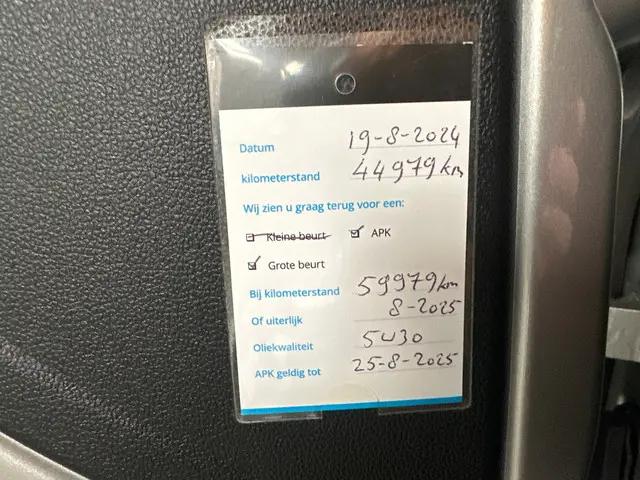 Datum 19-8-2024
kilometerstand 44979 km
Wij zien u graag terug voor een:
Kleine beurt APK
Grote beurt
Bij kilometerstand 59979 km
Of uiterlijk 8-2025
Oliekwaliteit 5W30
APK geldig tot 25-8-2025